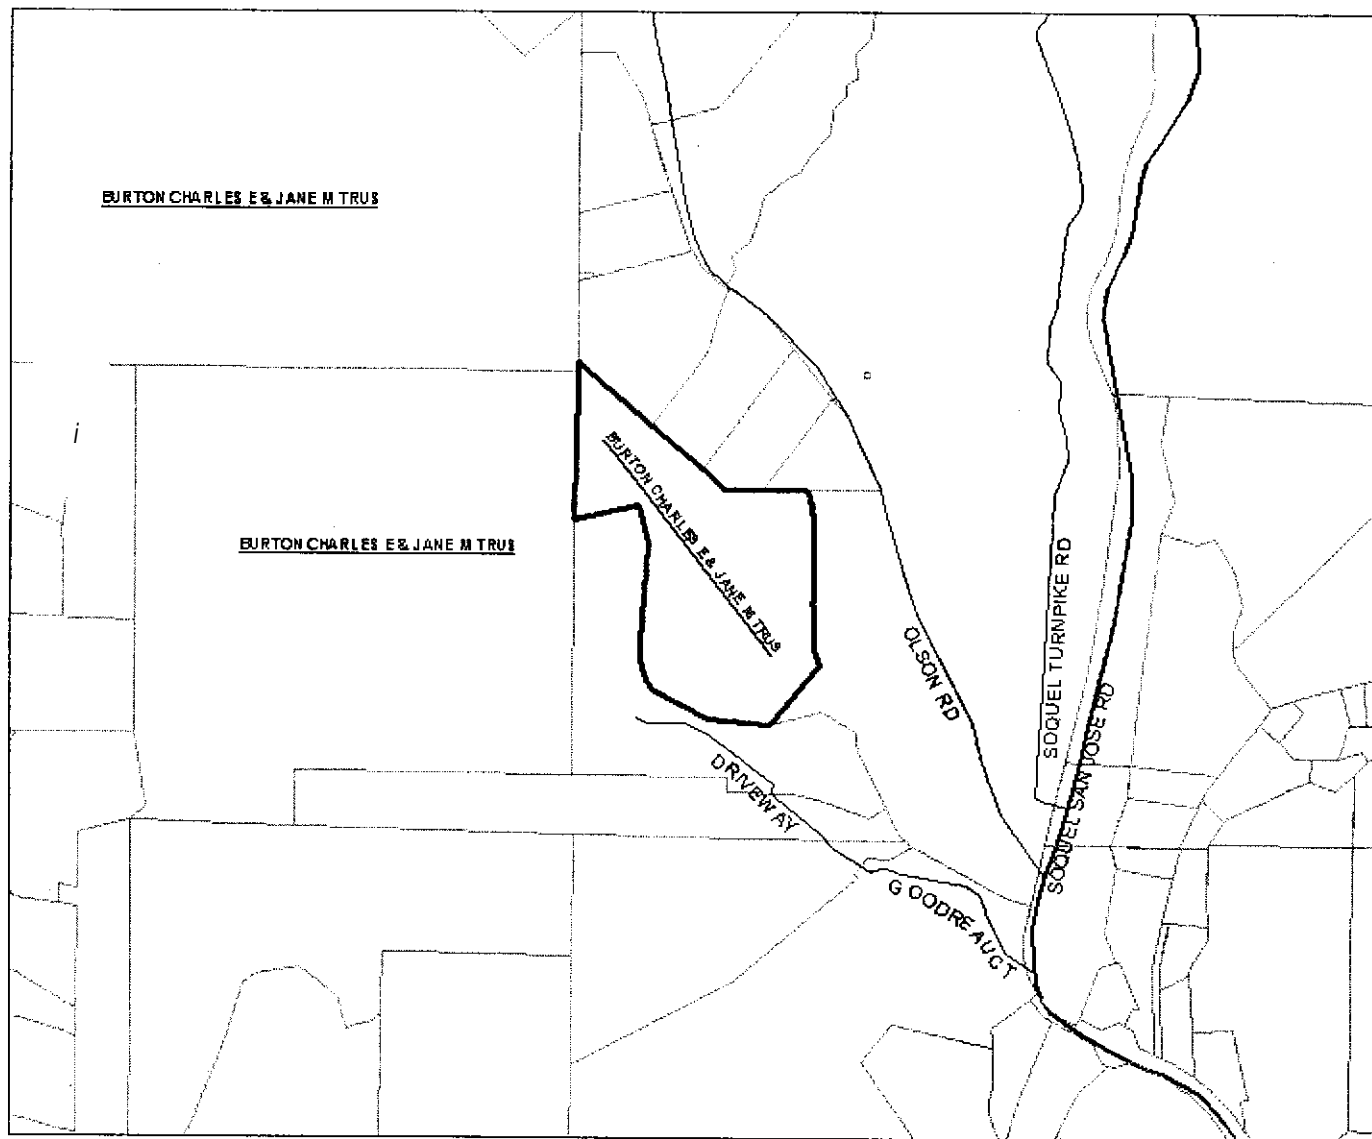 BURTON CHARLES E & JANE M TRUS
i
BURTON CHARLES E & JANE M TRUS
BURTON CHARLES E & JANE M TRUS
SOQUEL TURNPIKE RD
OLSON RD
SOQUEL SAN JOSE RD
DRIVEWAY
GOODREAU CT